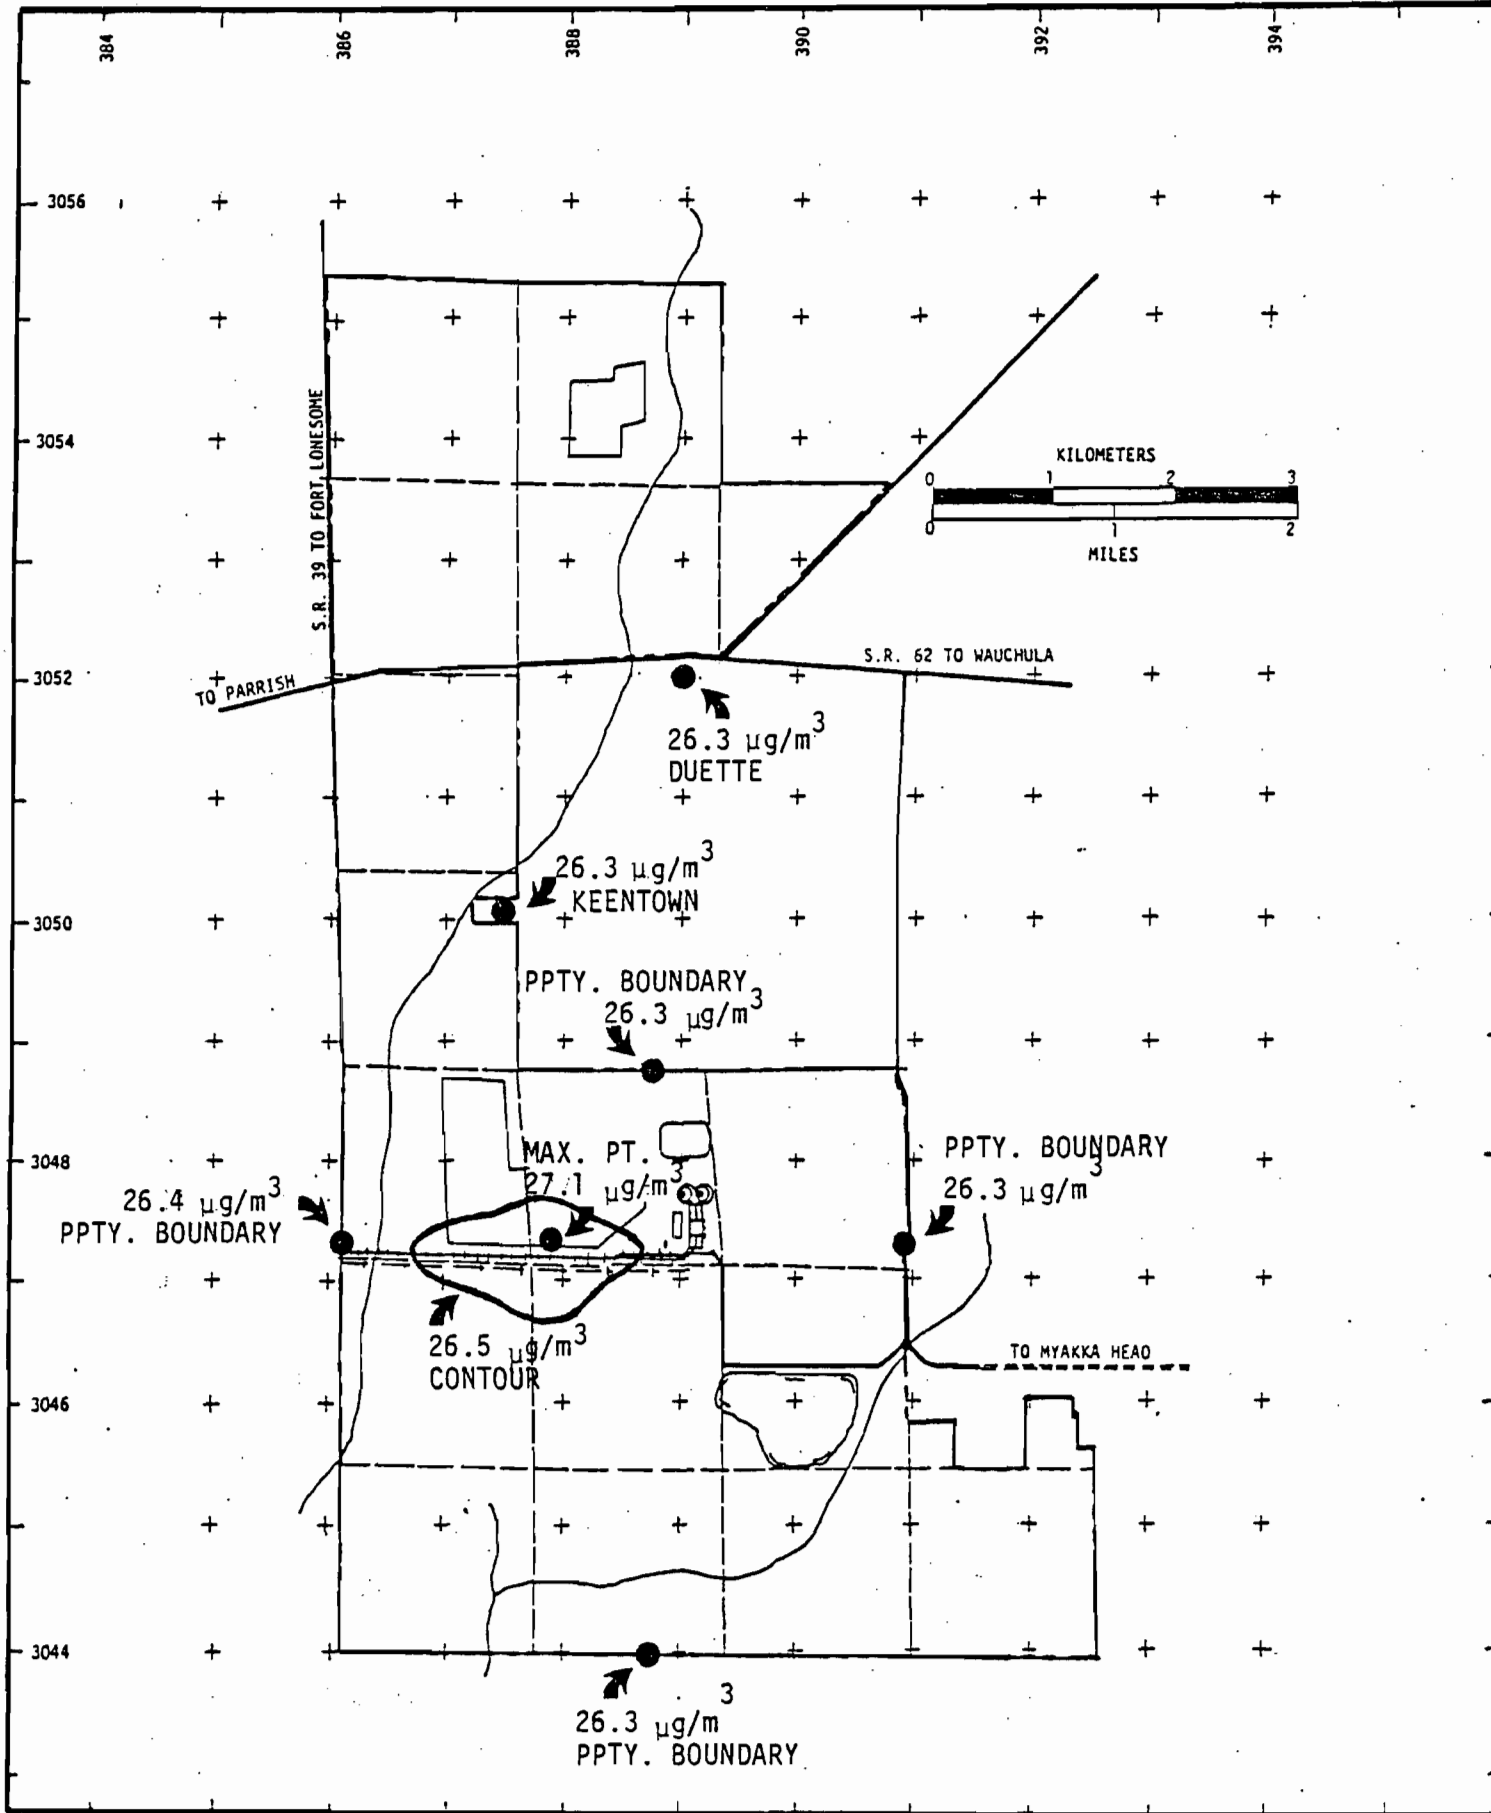 384
386
388
390
392
394
3056
3054
3052
3050
3048
3046
3044
S.R. 39 TO FORT LONESOME
KILOMETERS
0 1 2 3
0 1 2
MILES
S.R. 62 TO WAUCHULA
TO PARRISH
26.3 µg/m³
DUETTE
26.3 µg/m³
KEENTOWN
PPTY. BOUNDARY
26.3 µg/m³
MAX. PT.
27.1 µg/m³
PPTY. BOUNDARY
26.3 µg/m³
26.4 µg/m³
PPTY. BOUNDARY
26.5 µg/m³
CONTOUR
TO MYAKKA HEAD
26.3 µg/m³
PPTY. BOUNDARY